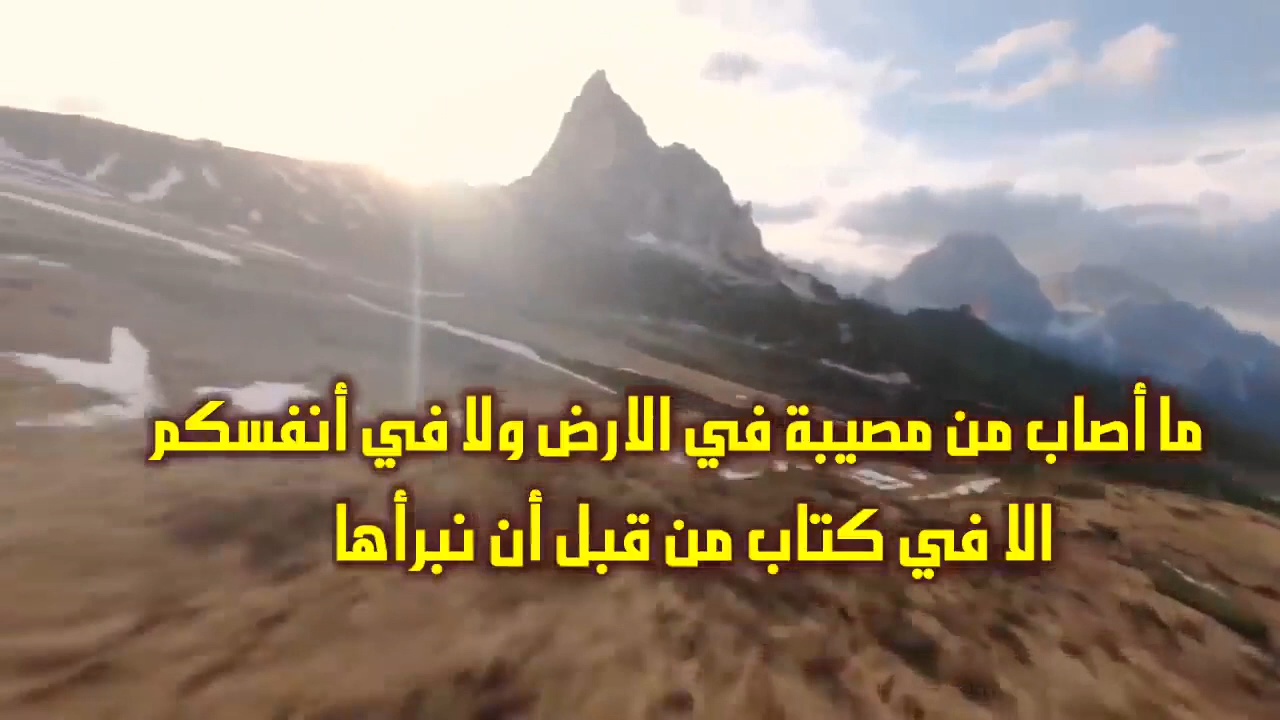 ما أصاب من مصيبة في الارض ولا في أنفسكم
الا في كتاب من قبل أن نبرأها